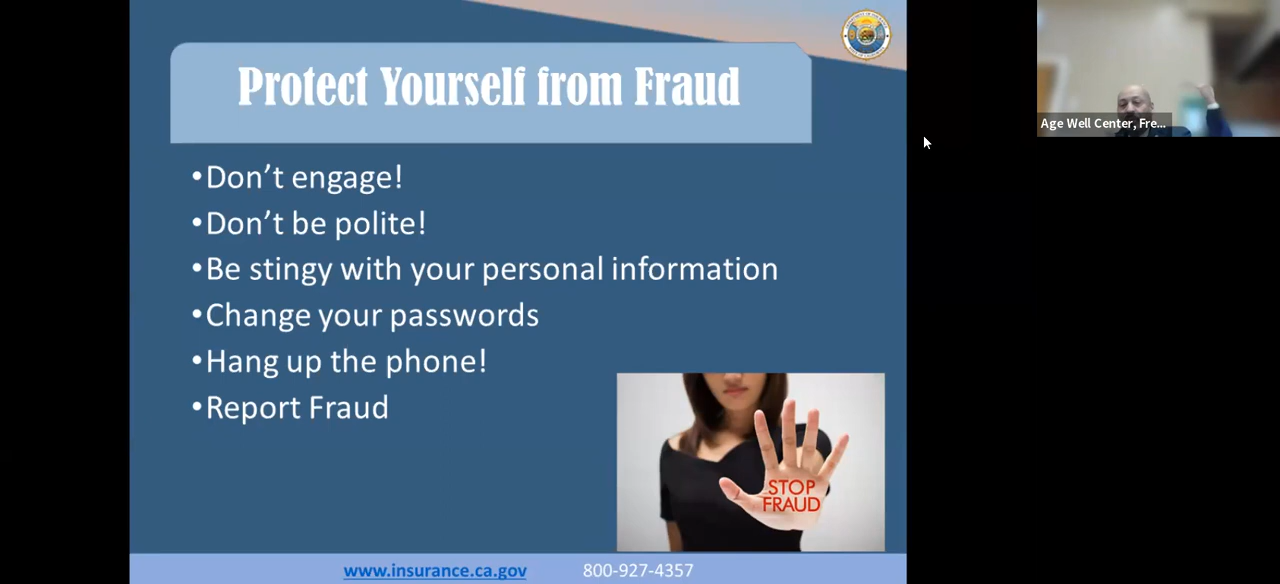 Protect Yourself from Fraud
•Don’t engage!
•Don’t be polite!
•Be stingy with your personal information
•Change your passwords
•Hang up the phone!
•Report Fraud
STOP
FRAUD
www.insurance.ca.gov 800-927-4357
Age Well Center, Fre...